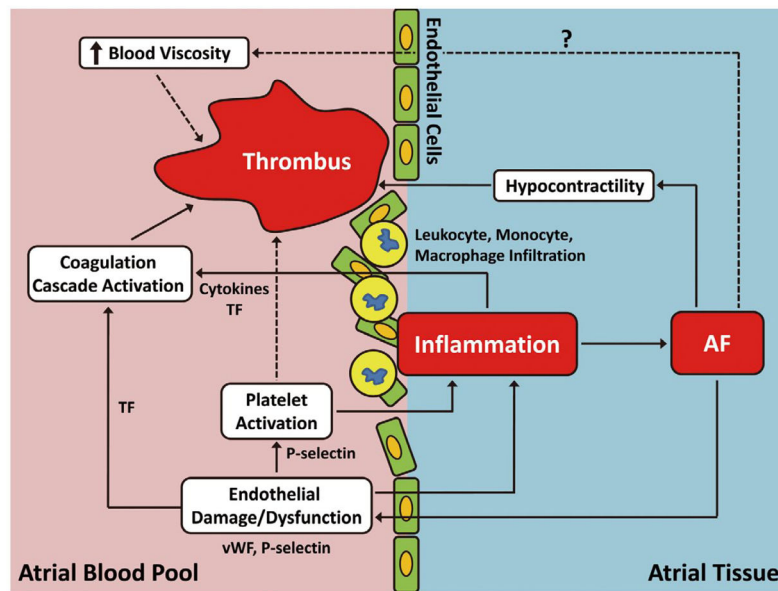 Blood Viscosity
?
Endothelial Cells
Thrombus
Hypocontractility
Leukocyte, Monocyte,
Macrophage Infiltration
Coagulation
Cascade Activation
Cytokines
TF
Inflammation
AF
TF
Platelet
Activation
P-selectin
Endothelial
Damage/Dysfunction
vWF, P-selectin
Atrial Blood Pool
Atrial Tissue